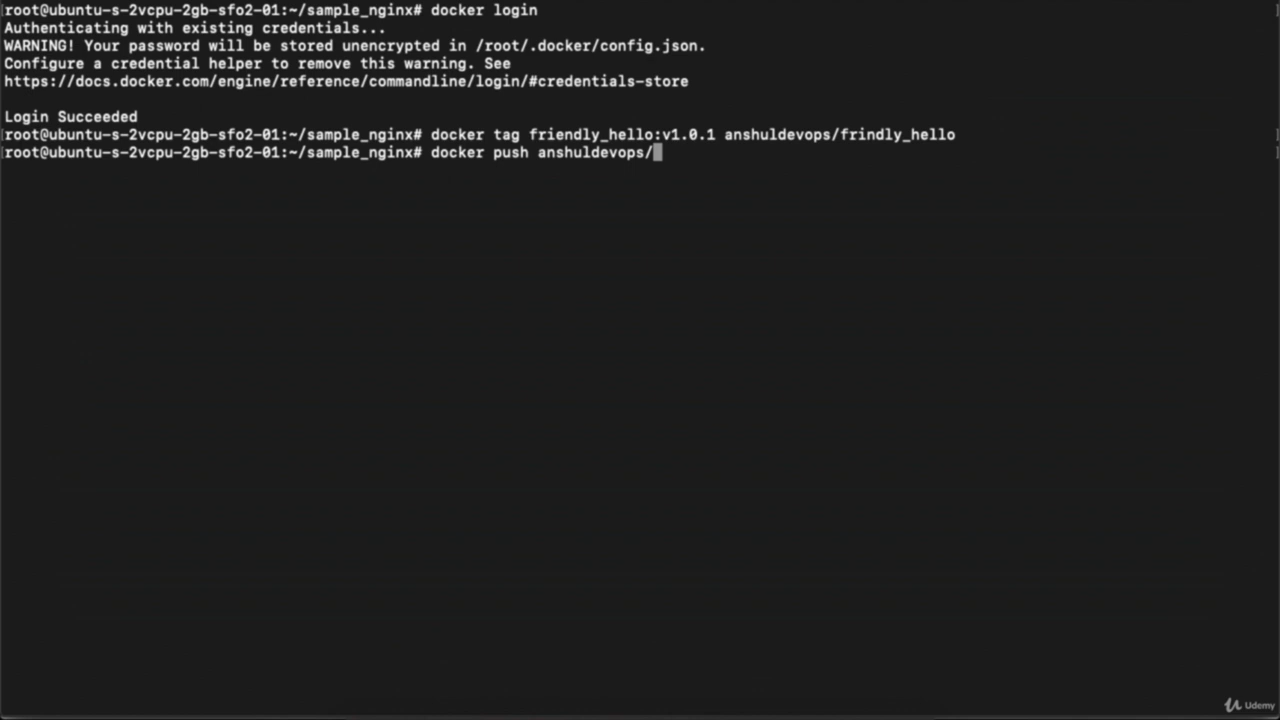 root@ubuntu-s-2vcpu-2gb-sfo2-01:~/sample_nginx# docker login
Authenticating with existing credentials...
WARNING! Your password will be stored unencrypted in /root/.docker/config.json.
Configure a credential helper to remove this warning. See
https://docs.docker.com/engine/reference/commandline/login/#credentials-store
Login Succeeded
root@ubuntu-s-2vcpu-2gb-sfo2-01:~/sample_nginx# docker tag friendly_hello:v1.0.1 anshuldevops/frindly_hello
root@ubuntu-s-2vcpu-2gb-sfo2-01:~/sample_nginx# docker push anshuldevops/
Udemy